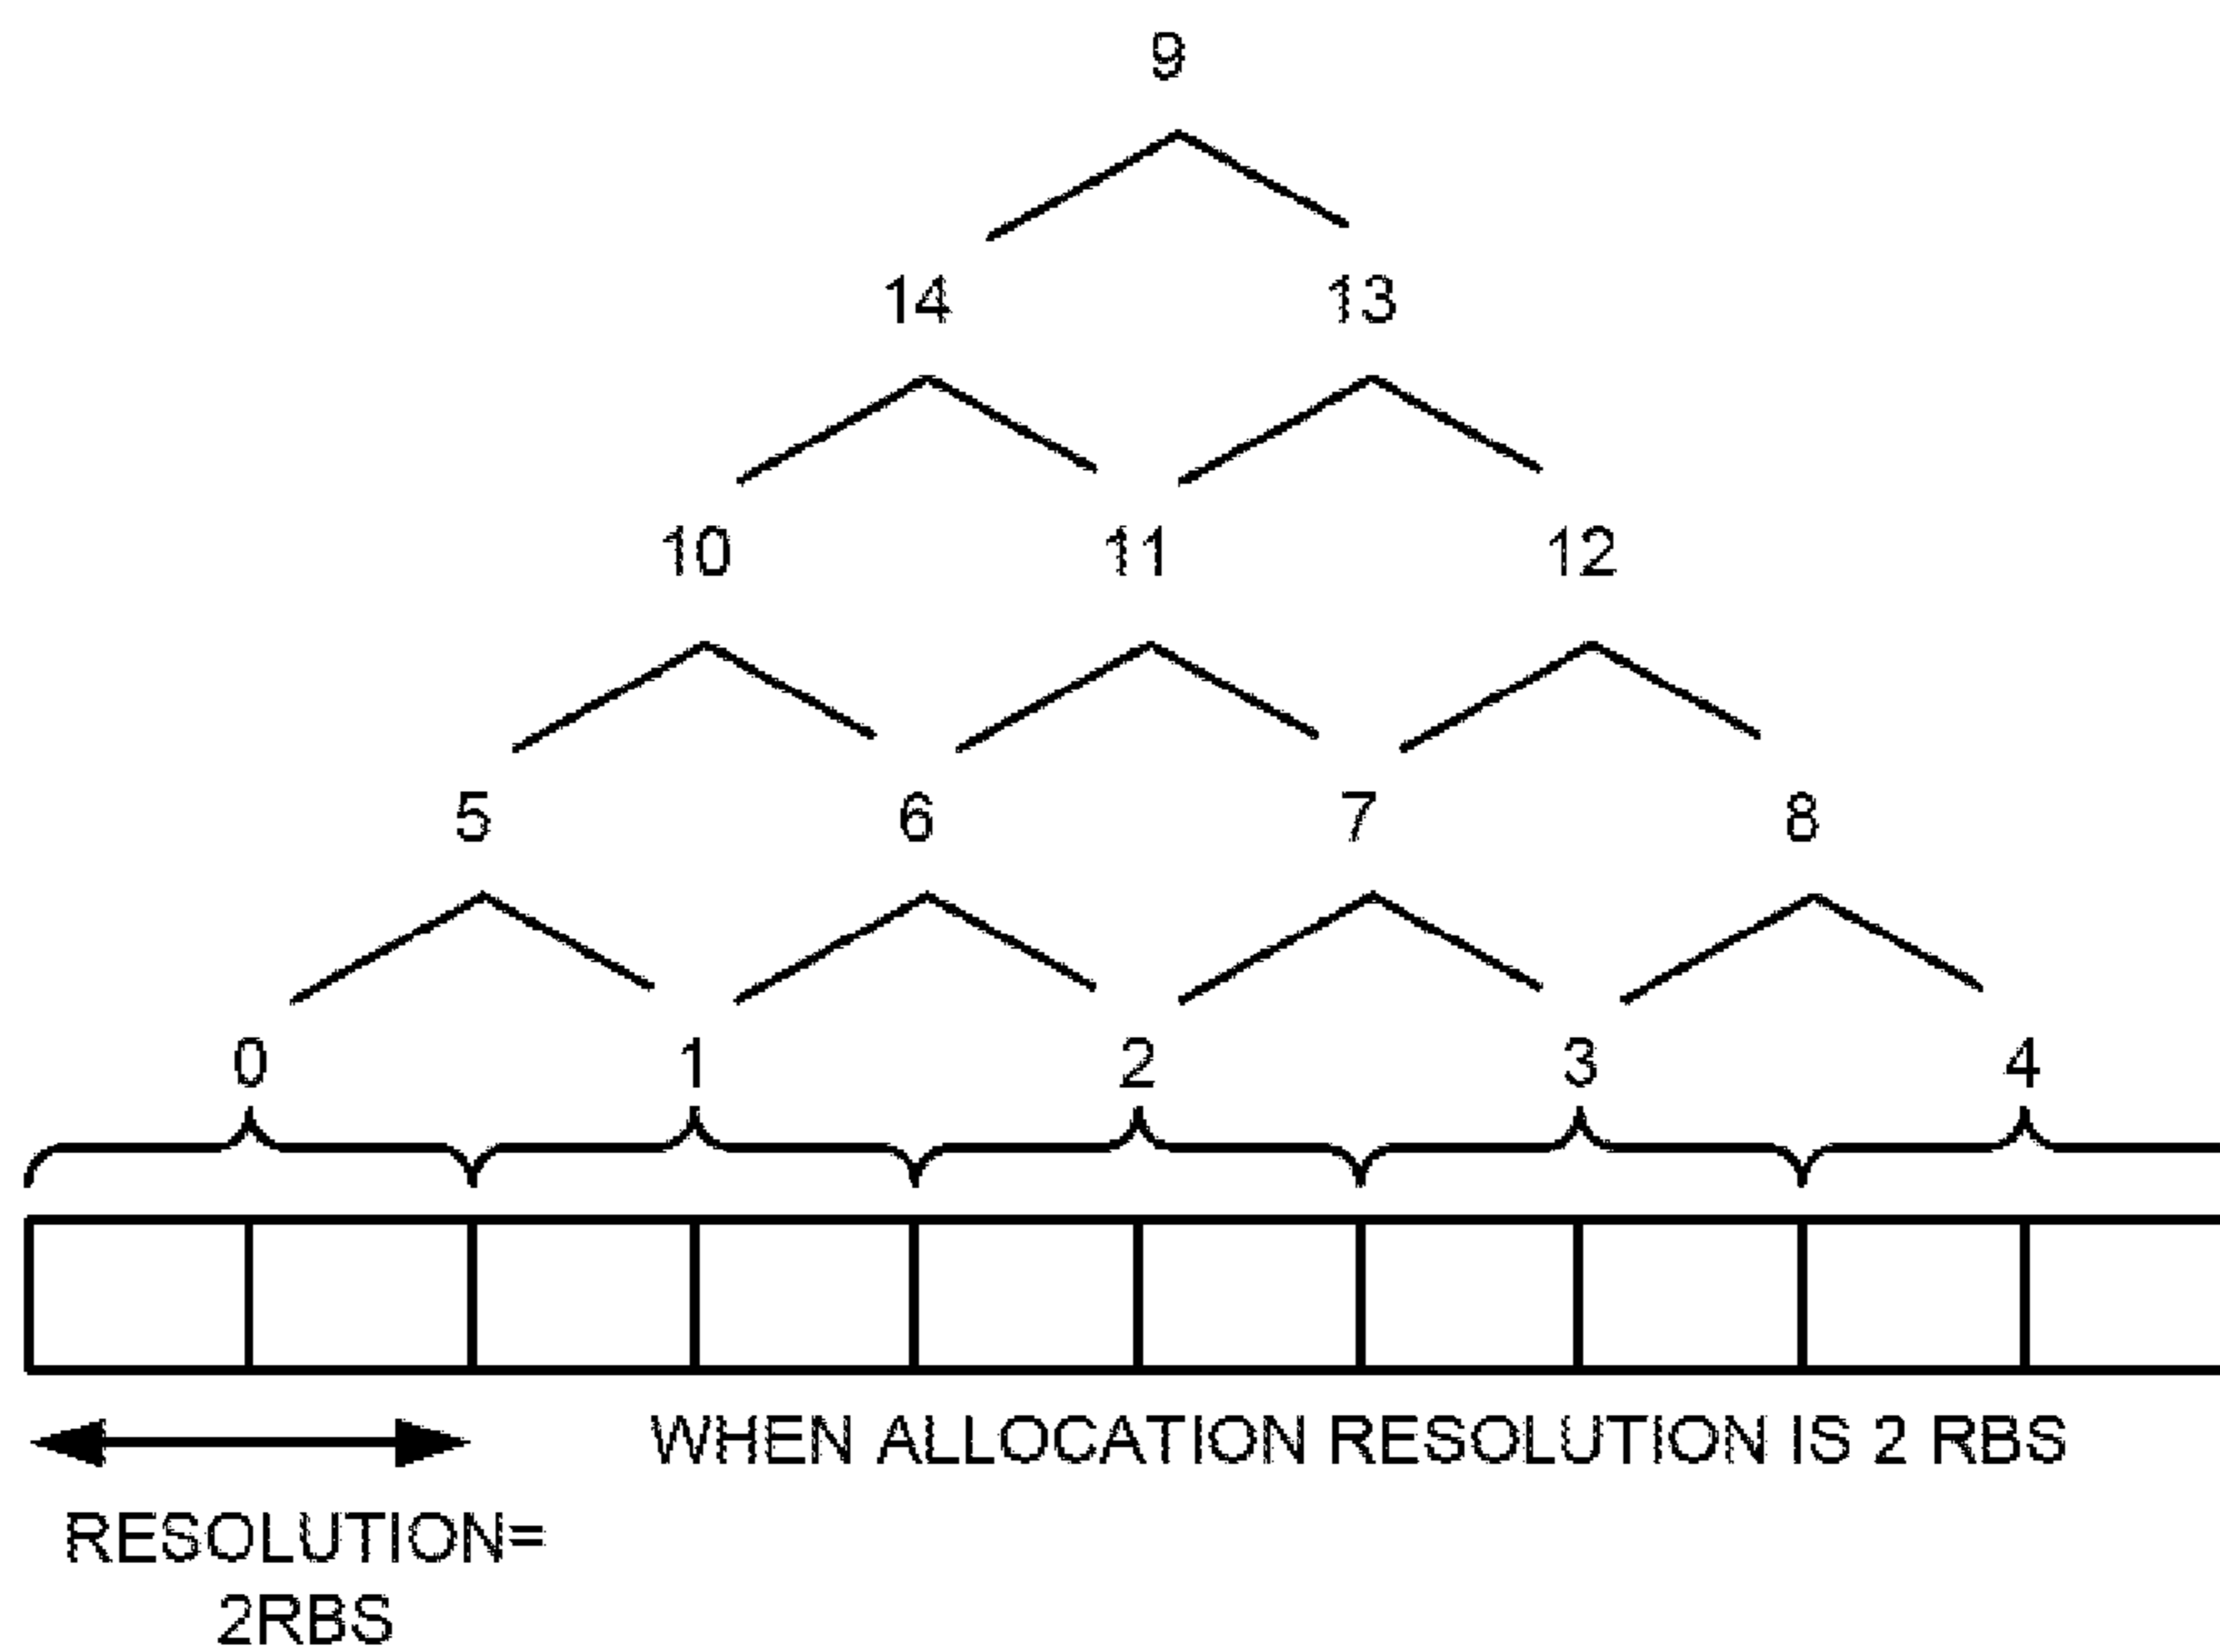 9
14 13
10 11 12
5 6 7 8
0 1 2 3 4
WHEN ALLOCATION RESOLUTION IS 2 RBS
RESOLUTION=
2RBS